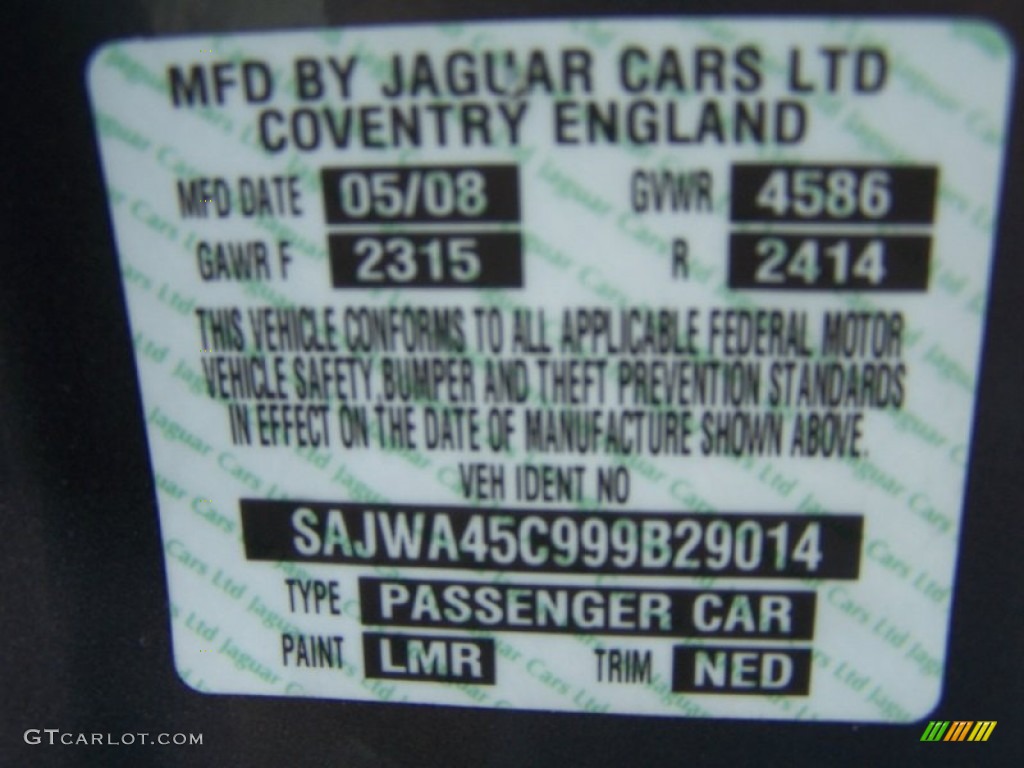 MFD BY JAGUAR CARS LTD
COVENTRY ENGLAND
MFD DATE 05/08 GVWR 4586
GAWR F 2315 R 2414
THIS VEHICLE CONFORMS TO ALL APPLICABLE FEDERAL MOTOR
VEHICLE SAFETY, BUMPER AND THEFT PREVENTION STANDARDS
IN EFFECT ON THE DATE OF MANUFACTURE SHOWN ABOVE.
VEH IDENT NO
SAJWA45C999B29014
TYPE PASSENGER CAR
PAINT LMR TRIM NED
GTCARLOT.COM